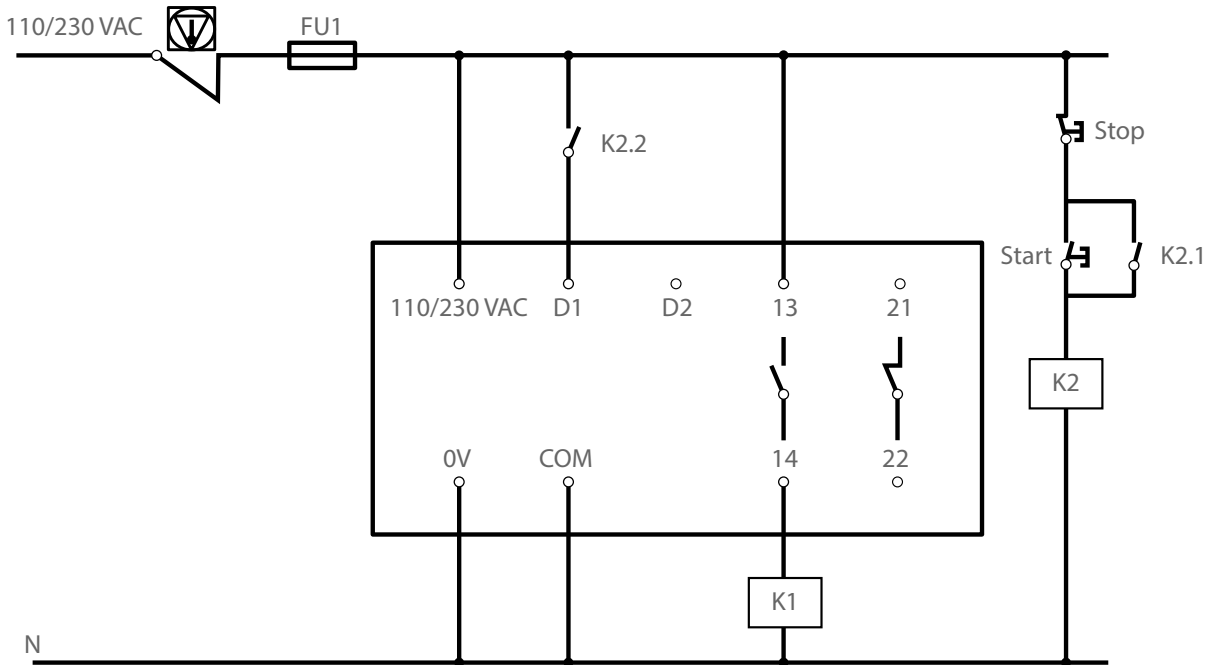 110/230 VAC
FU1
K2.2
Stop
Start
K2.1
110/230 VAC
D1
D2
13
21
K2
0V
COM
14
22
K1
N